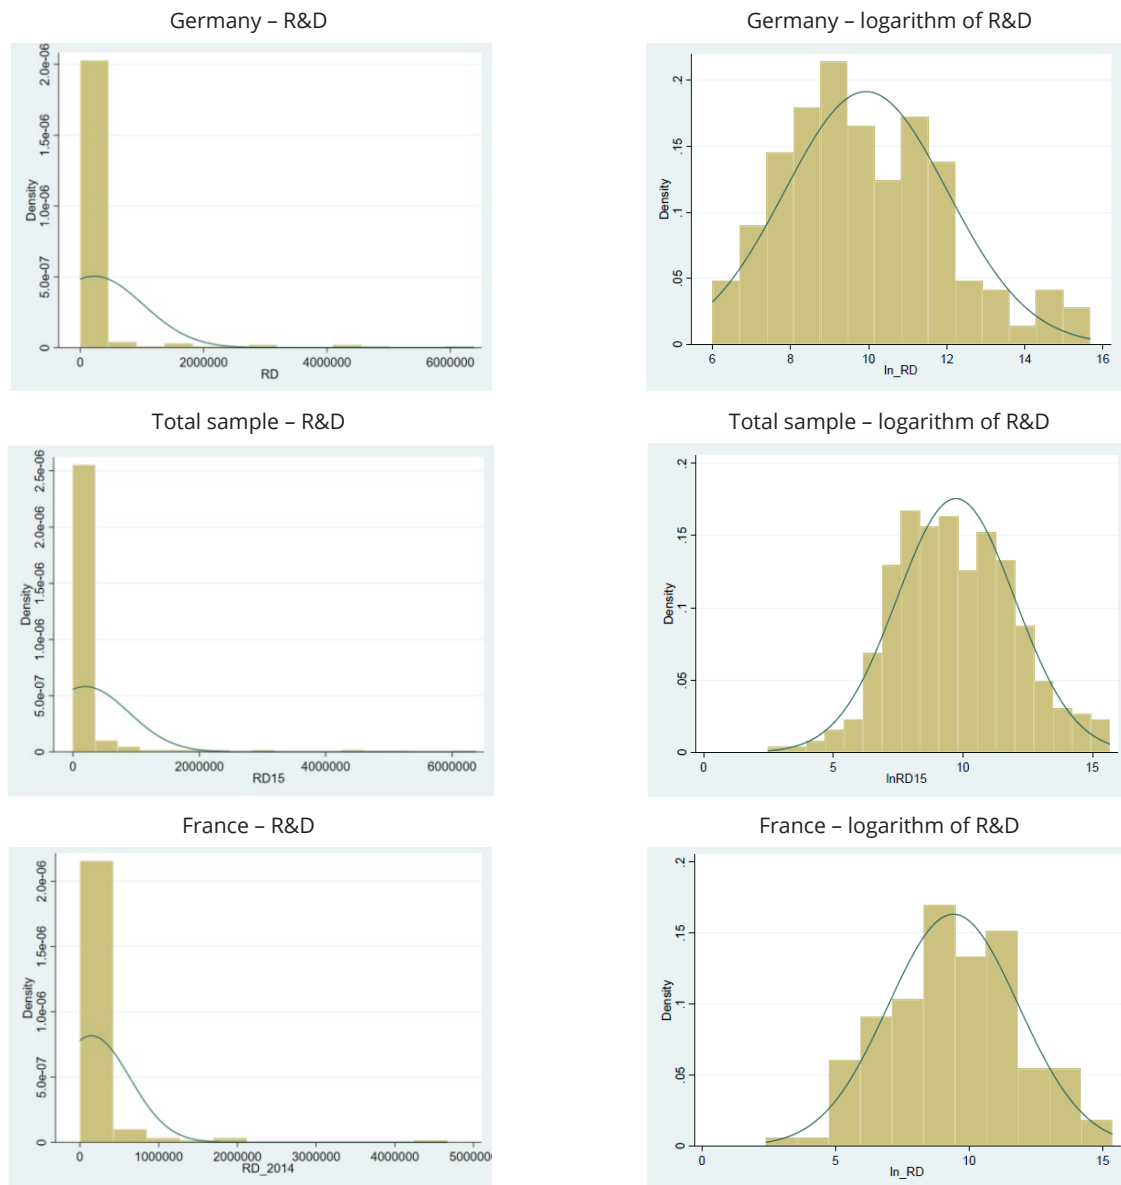 Germany – R&D
Germany – logarithm of R&D
Density
0
5.0e-07
1.0e-06
1.5e-06
2.0e-06
0 2000000 4000000 6000000
RD
Density
0
.05
.1
.15
.2
6 8 10 12 14 16
ln_RD
Total sample – R&D
Total sample – logarithm of R&D
Density
0
5.0e-07
1.0e-06
1.5e-06
2.0e-06
2.5e-06
0 2000000 4000000 6000000
RD15
Density
0
.05
.1
.15
.2
0 5 10 15
lnRD15
France – R&D
France – logarithm of R&D
Density
0
5.0e-07
1.0e-06
1.5e-06
2.0e-06
0 1000000 2000000 3000000 4000000 5000000
RD_2014
Density
0
.05
.1
.15
.2
0 5 10 15
ln_RD